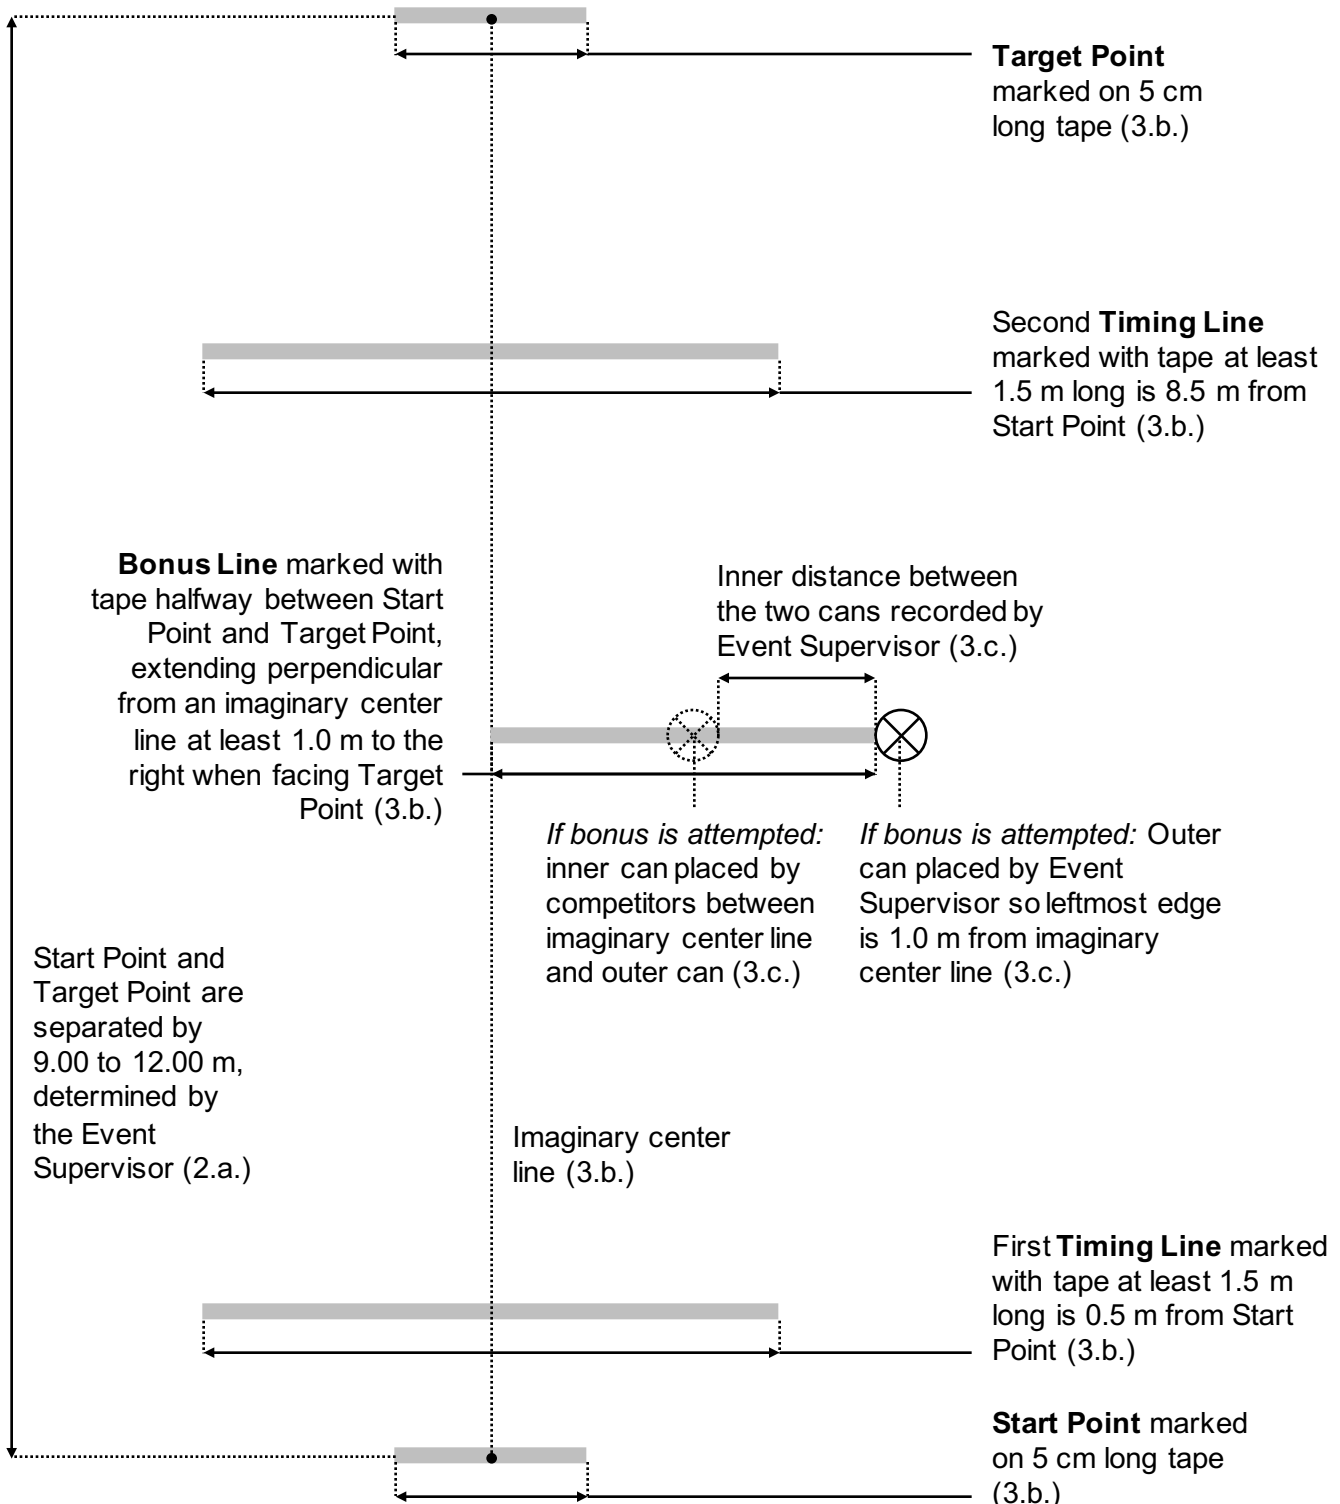 Target Point
marked on 5 cm
long tape (3.b.)
Second Timing Line
marked with tape at least
1.5 m long is 8.5 m from
Start Point (3.b.)
Bonus Line marked with
tape halfway between Start
Point and Target Point,
extending perpendicular
from an imaginary center
line at least 1.0 m to the
right when facing Target
Point (3.b.)
Inner distance between
the two cans recorded by
Event Supervisor (3.c.)
If bonus is attempted:
inner can placed by
competitors between
imaginary center line
and outer can (3.c.)
If bonus is attempted: Outer
can placed by Event
Supervisor so leftmost edge
is 1.0 m from imaginary
center line (3.c.)
Start Point and
Target Point are
separated by
9.00 to 12.00 m,
determined by
the Event
Supervisor (2.a.)
Imaginary center
line (3.b.)
First Timing Line marked
with tape at least 1.5 m
long is 0.5 m from Start
Point (3.b.)
Start Point marked
on 5 cm long tape
(3.b.)